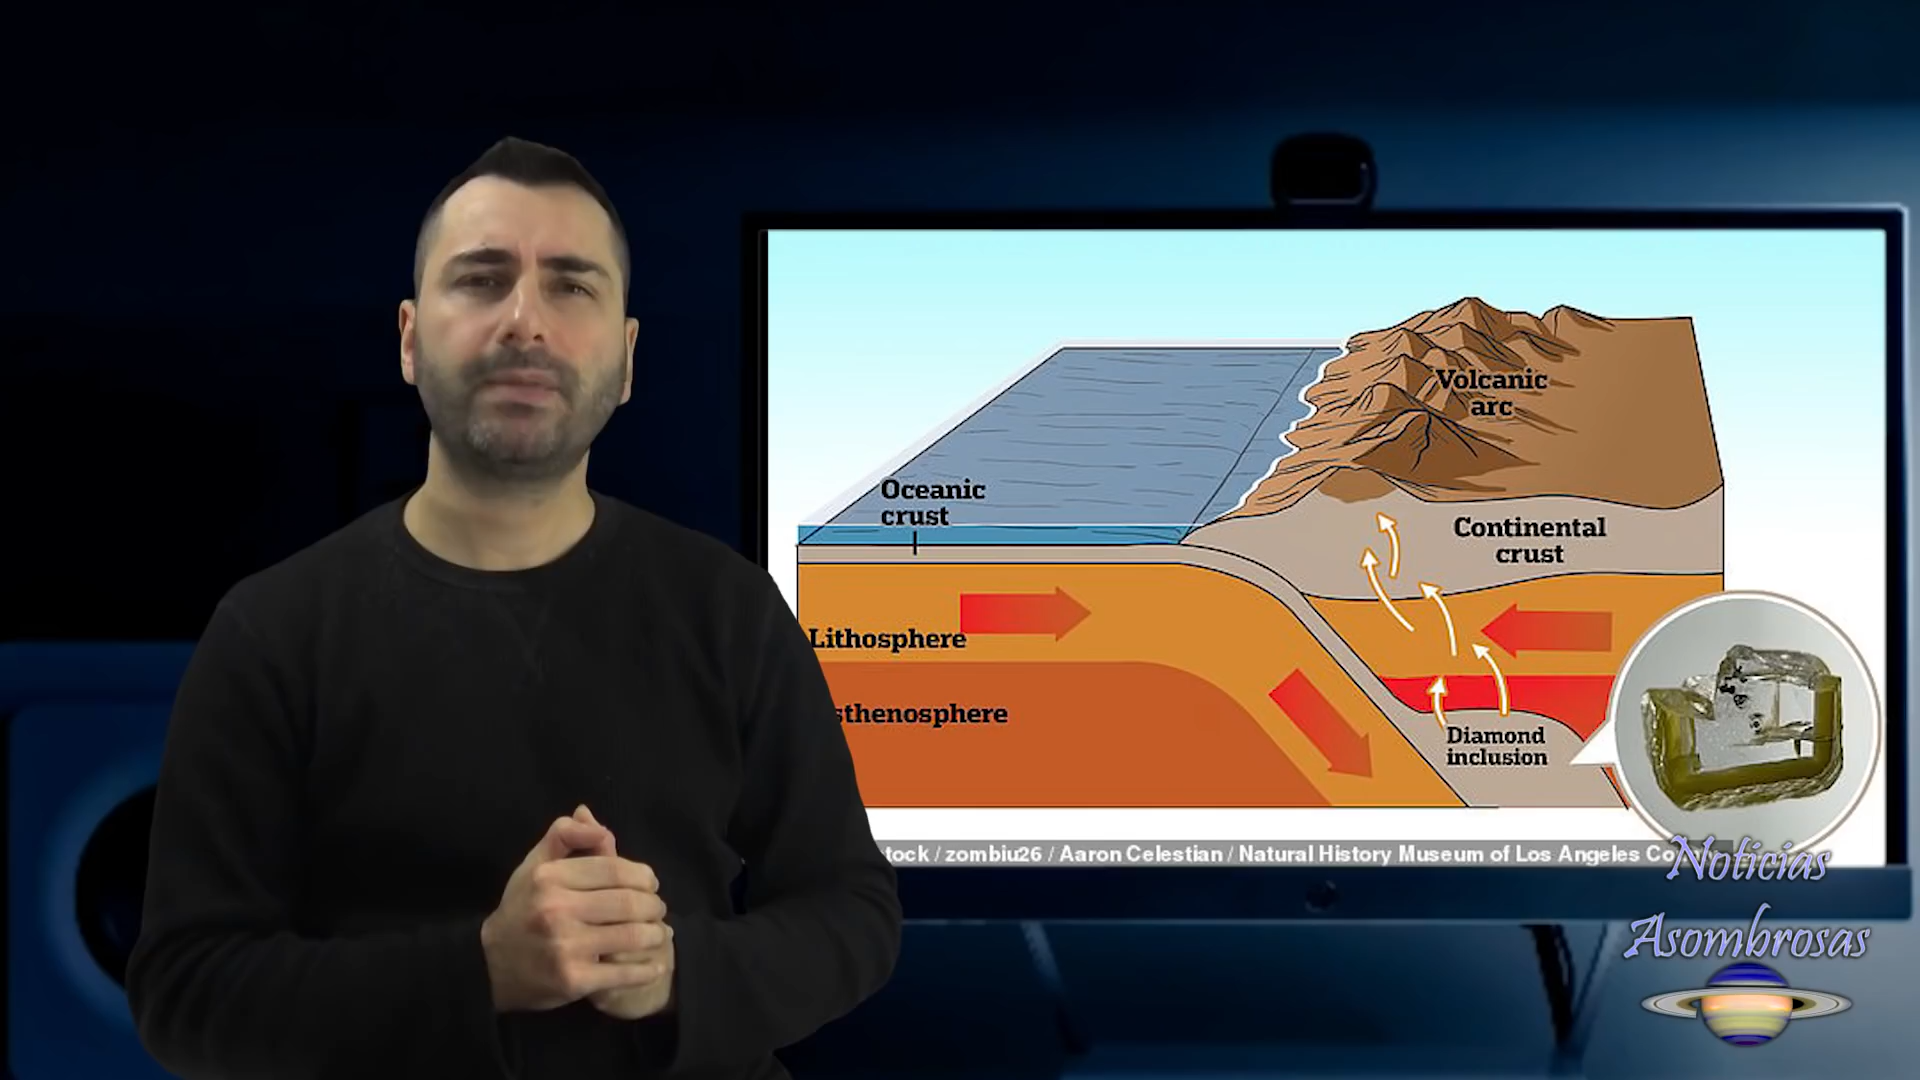 Volcanic
arc
Oceanic
crust
Continental
crust
Lithosphere
sthenosphere
Diamond
inclusion
tock / zombiu26 / Aaron Celestian / Natural History Museum of Los Angeles Co
Noticias
Asombrosas